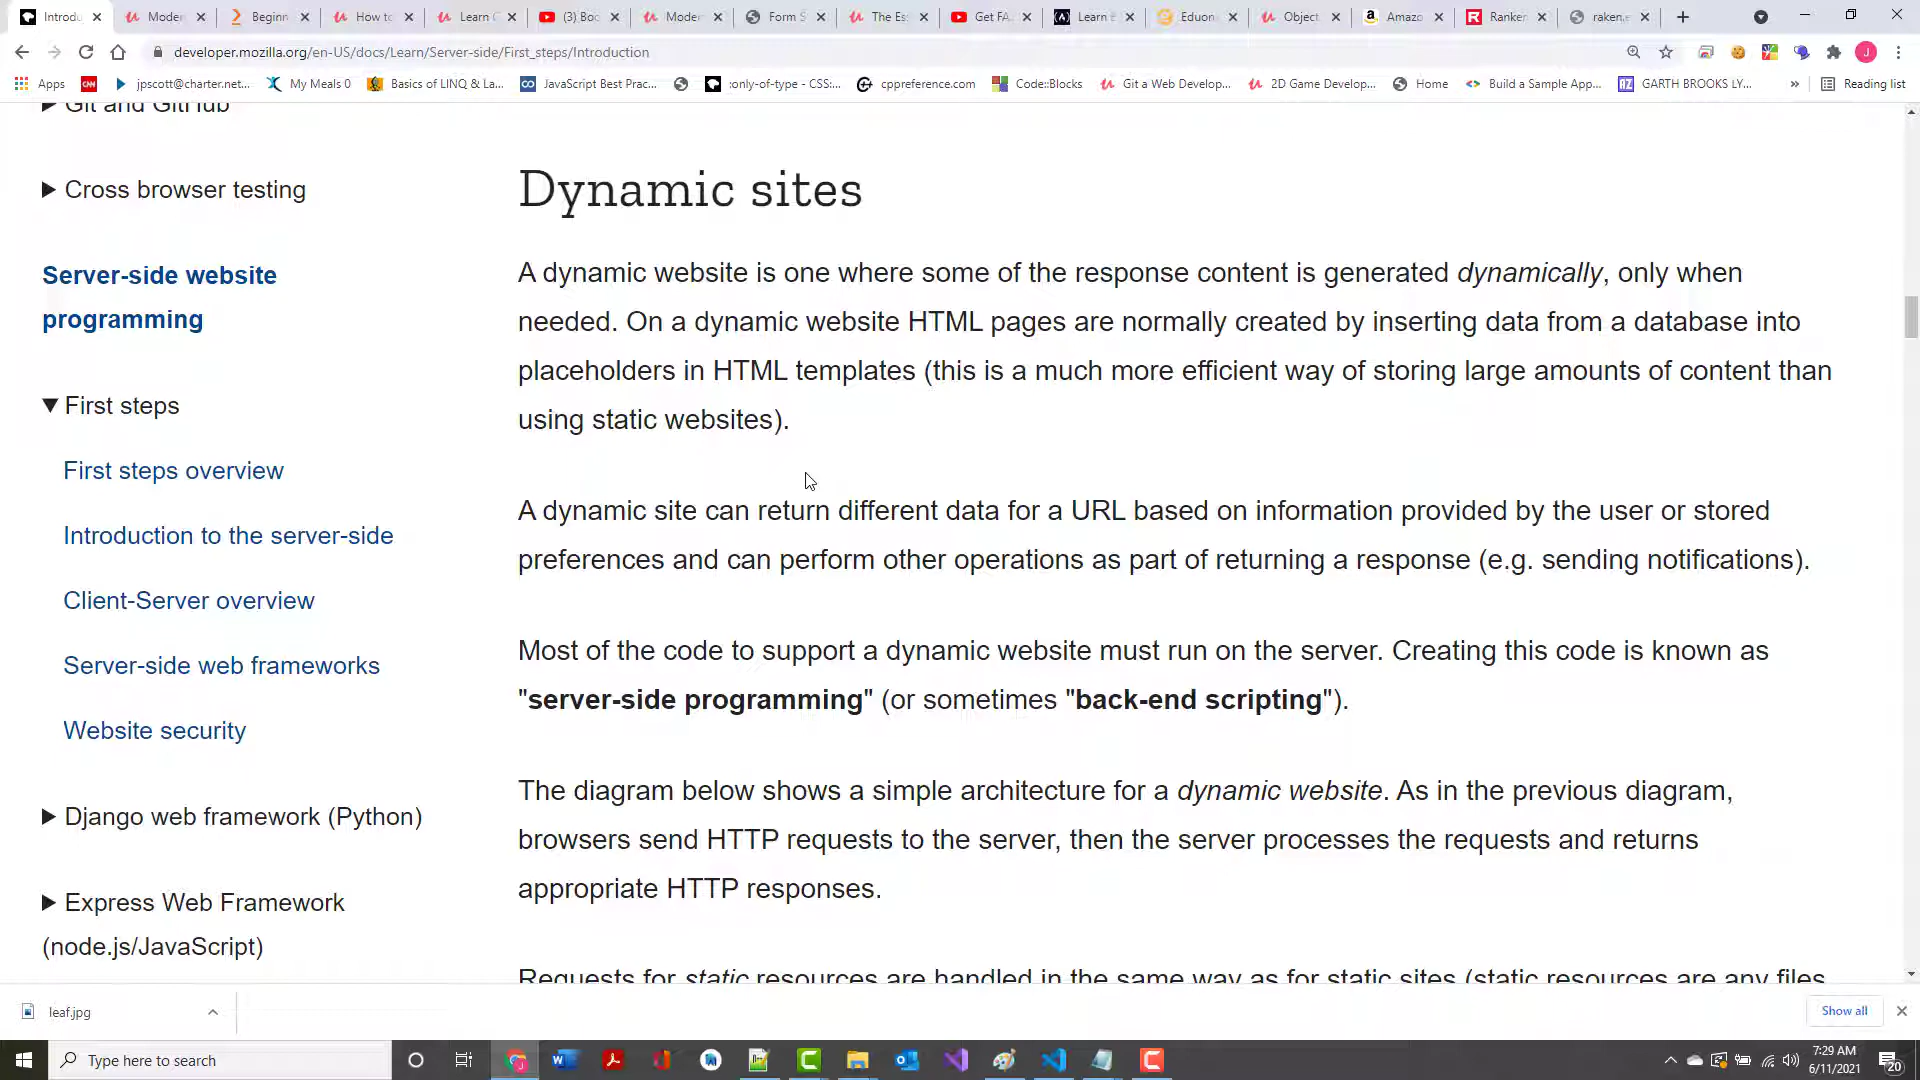 Introdu
Moder
Beginn
How to
Learn C
(3) Boo
Moder
Form S
The Es
Get FA
Learn E
Eduon
Object
Amazo
Ranker
raken.e
developer.mozilla.org/en-US/docs/Learn/Server-side/First_steps/Introduction
Apps
CNN
jpscott@charter.net...
My Meals 0
Basics of LINQ & La...
JavaScript Best Prac...
:only-of-type - CSS:...
cppreference.com
Code::Blocks
Git a Web Develop...
2D Game Develop...
Home
Build a Sample App...
GARTH BROOKS LY...
»
Reading list
Git and GitHub
Cross browser testing
Server-side website
programming
First steps
First steps overview
Introduction to the server-side
Client-Server overview
Server-side web frameworks
Website security
Django web framework (Python)
Express Web Framework
(node.js/JavaScript)
Dynamic sites
A dynamic website is one where some of the response content is generated dynamically, only when
needed. On a dynamic website HTML pages are normally created by inserting data from a database into
placeholders in HTML templates (this is a much more efficient way of storing large amounts of content than
using static websites).
A dynamic site can return different data for a URL based on information provided by the user or stored
preferences and can perform other operations as part of returning a response (e.g. sending notifications).
Most of the code to support a dynamic website must run on the server. Creating this code is known as
"server-side programming" (or sometimes "back-end scripting").
The diagram below shows a simple architecture for a dynamic website. As in the previous diagram,
browsers send HTTP requests to the server, then the server processes the requests and returns
appropriate HTTP responses.
Requests for static resources are handled in the same way as for static sites (static resources are any files
leaf.jpg
Show all
Type here to search
7:29 AM
6/11/2021
20